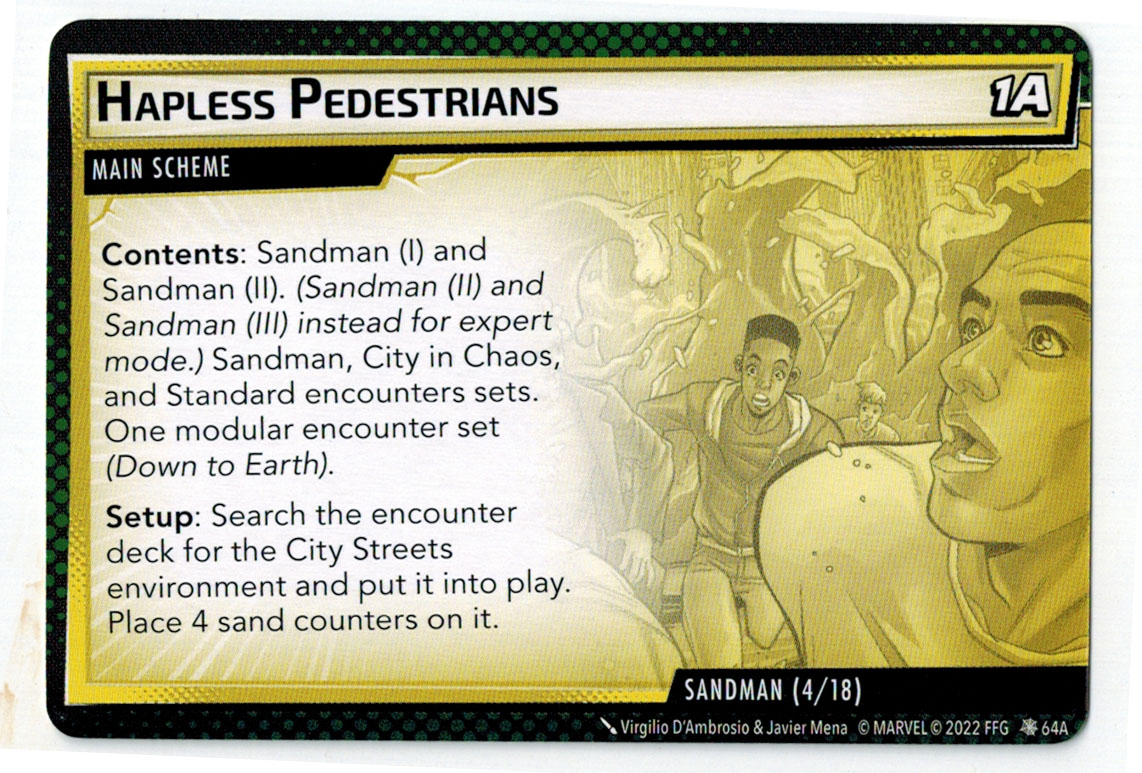 HAPLESS PEDESTRIANS
1A
MAIN SCHEME
Contents: Sandman (I) and
Sandman (II). (Sandman (II) and
Sandman (III) instead for expert
mode.) Sandman, City in Chaos,
and Standard encounters sets.
One modular encounter set
(Down to Earth).
Setup: Search the encounter
deck for the City Streets
environment and put it into play.
Place 4 sand counters on it.
SANDMAN (4/18)
Virgilio D'Ambrosio & Javier Mena © MARVEL © 2022 FFG 64A